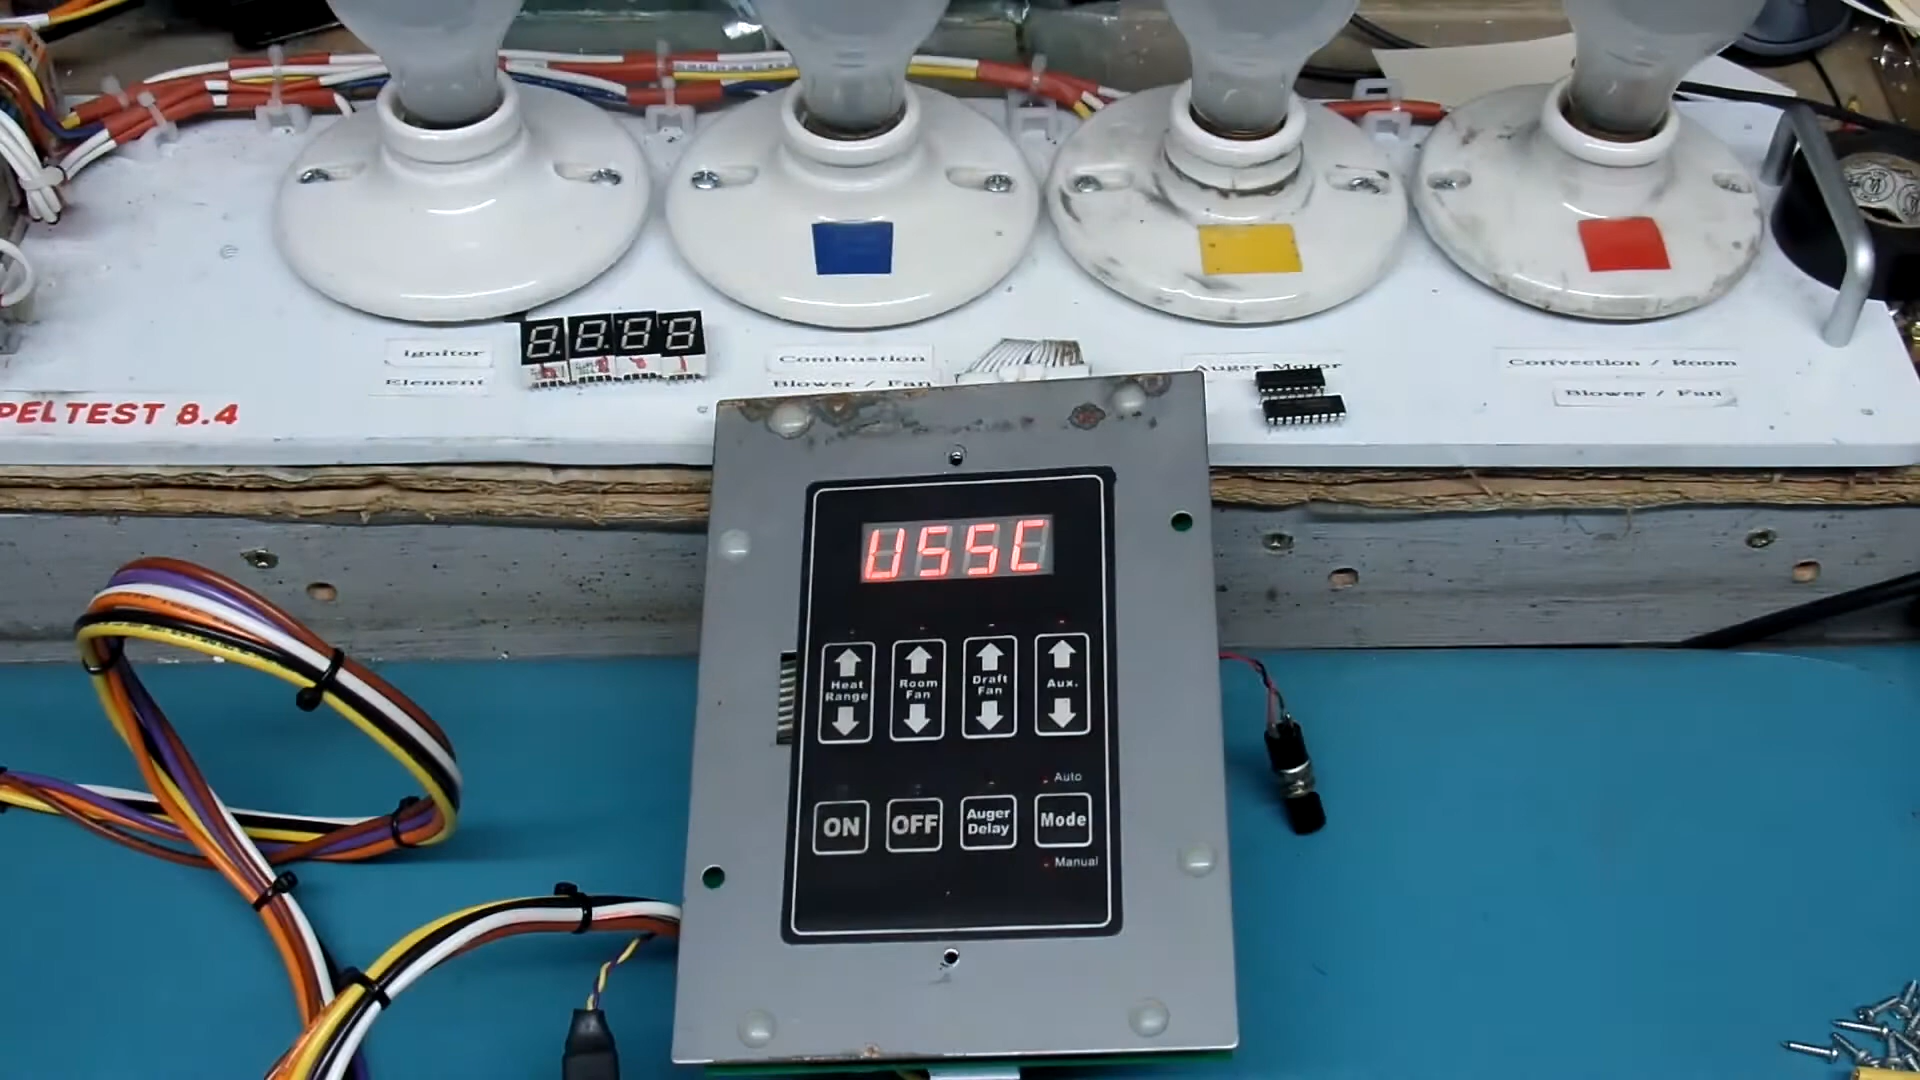 Ignitor
Element
Combustion
Blower / Fan
Auger Motor
Convection / Room
Blower / Fan
PELTEST 8.4
USSC
Heat
Range
Room
Fan
Draft
Fan
Aux.
Auto
ON
OFF
Auger
Delay
Mode
Manual